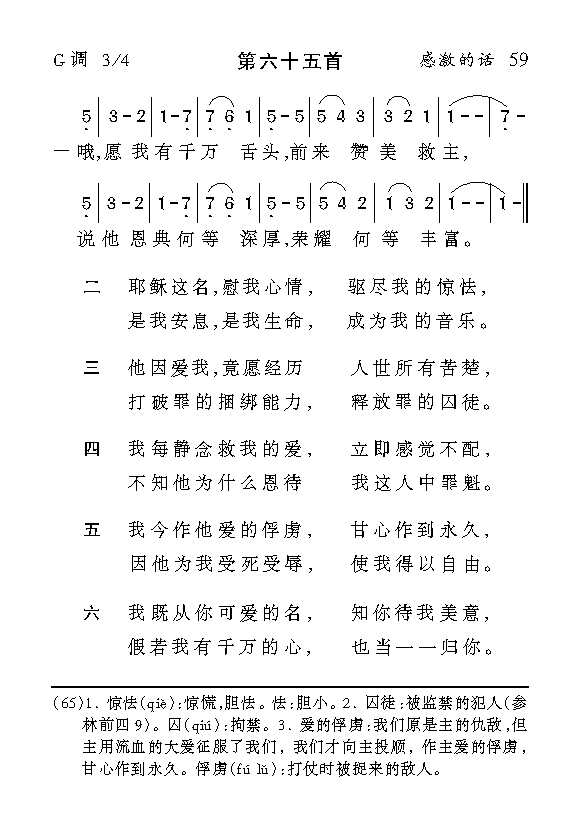 G调 3/4 第六十五首 感激的话 59
5 | 3-2 | 1-7 | 7 6 1 | 5-5 | 5 4 3 | 3 2 1 | 1-- | 7-
一 哦,愿 我 有 千 万 舌 头,前 来 赞 美 救 主,
5 | 3-2 | 1-7 | 7 6 1 | 5-5 | 5 4 2 | 1 3 2 | 1-- | 1-‖
说 他 恩 典 何 等 深 厚,荣 耀 何 等 丰 富。
二 耶稣这名,慰我心情, 驱尽我的惊怯,
是我安息,是我生命, 成为我的音乐。
三 他因爱我,竟愿经历 人世所有苦楚,
打破罪的捆绑能力, 释放罪的囚徒。
四 我每静念救我的爱, 立即感觉不配,
不知他为什么恩待 我这人中罪魁。
五 我今作他爱的俘虏, 甘心作到永久,
因他为我受死受辱, 使我得以自由。
六 我既从你可爱的名, 知你待我美意,
假若我有千万的心, 也当一一归你。
(65)1. 惊怯(qiè):惊慌,胆怯。怯:胆小。2. 囚徒:被监禁的犯人(参
林前四9)。囚(qiú):拘禁。3. 爱的俘虏:我们原是主的仇敌,但
主用流血的大爱征服了我们, 我们才向主投顺, 作主爱的俘虏,
甘心作到永久。俘虏(fú lǔ):打仗时被捉来的敌人。